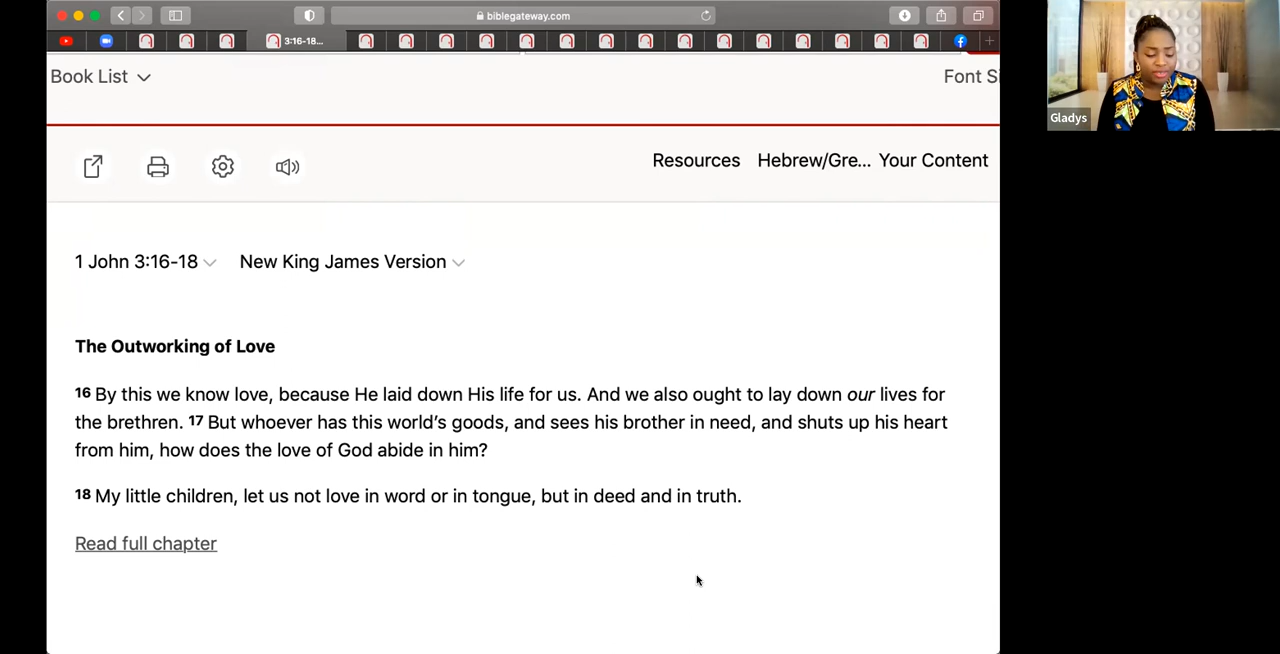 biblegateway.com
3:16-18...
Book List
Font Si
Resources Hebrew/Gre... Your Content
1 John 3:16-18 New King James Version
The Outworking of Love
16 By this we know love, because He laid down His life for us. And we also ought to lay down our lives for
the brethren. 17 But whoever has this world’s goods, and sees his brother in need, and shuts up his heart
from him, how does the love of God abide in him?
18 My little children, let us not love in word or in tongue, but in deed and in truth.
Read full chapter
Gladys